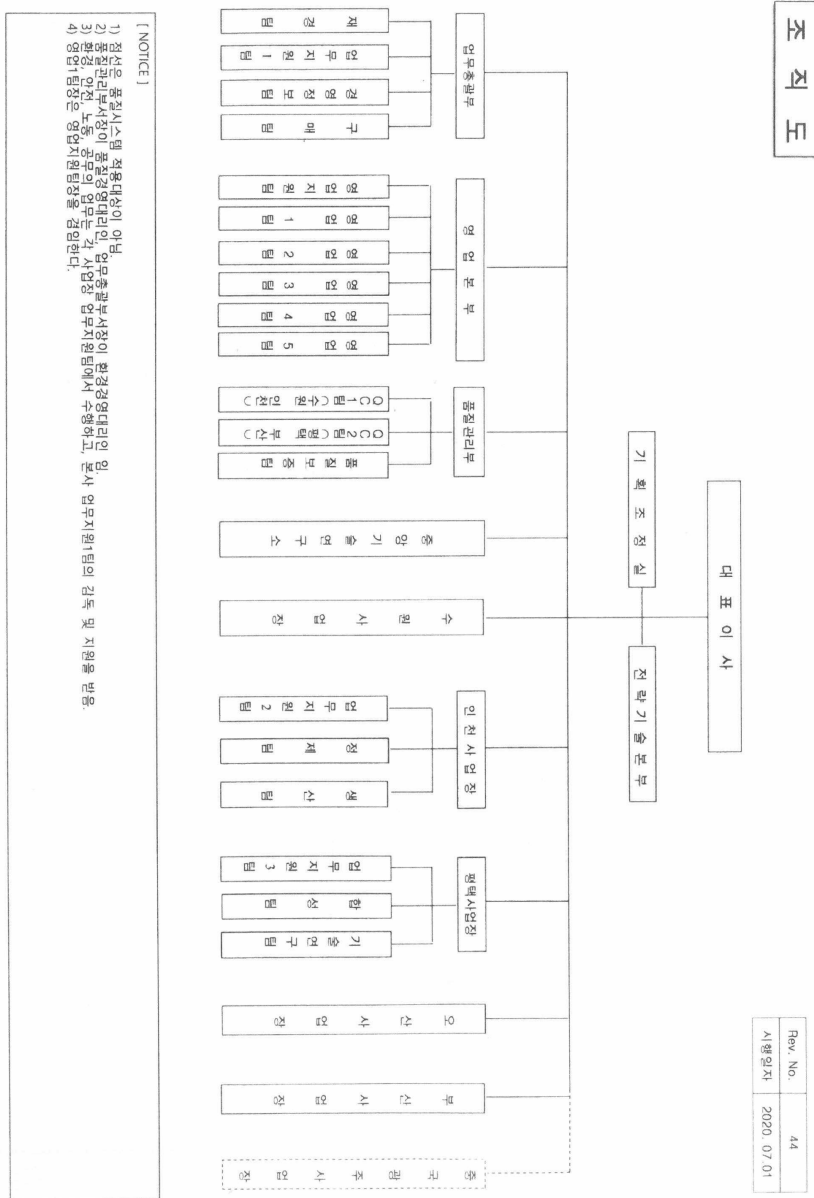 조 직 도
Rev. No. 44
시행일자 2020. 07.01
대 표 이 사
기 획 조 정 실
전 략 기 술 본 부
업무총괄부
재 경 팀
업 무 지 원 1 팀
경 영 정 보 팀
구 매 팀
영 업 본 부
영 업 지 원 팀
영 업 1 팀
영 업 2 팀
영 업 3 팀
영 업 4 팀
영 업 5 팀
품질관리부
QC1팀(수원 인천)
QC2팀(평택 부산)
품 질 보 증 팀
중 앙 기 술 연 구 소
수 원 사 업 장
인 천 사 업 장
업 무 지 원 2 팀
정 제 팀
생 산 팀
평택사업장
업 무 지 원 3 팀
합 성 팀
기 술 연 구 팀
오 산 사 업 장
부 산 사 업 장
중 국 광 주 사 업 장
[ NOTICE ]
1) 점선은 품질시스템 적용대상이 아님.
2) 품질관리부서장이 품질경영대리인, 업무총괄부서장이 환경경영대리인 임.
3) 환경, 안전, 노동, 공무의 업무는 각 사업장 업무지원팀에서 수행하고, 본사 업무지원1팀의 감독 및 지원을 받음.
4) 영업1팀장은 영업지원팀장을 겸임한다.